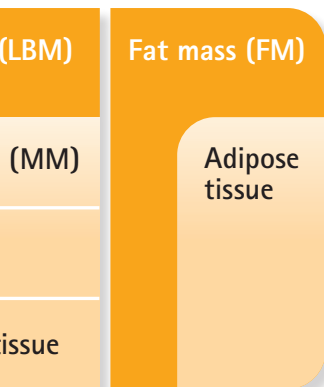 (LBM)
Fat mass (FM)
(MM)
Adipose
tissue
tissue